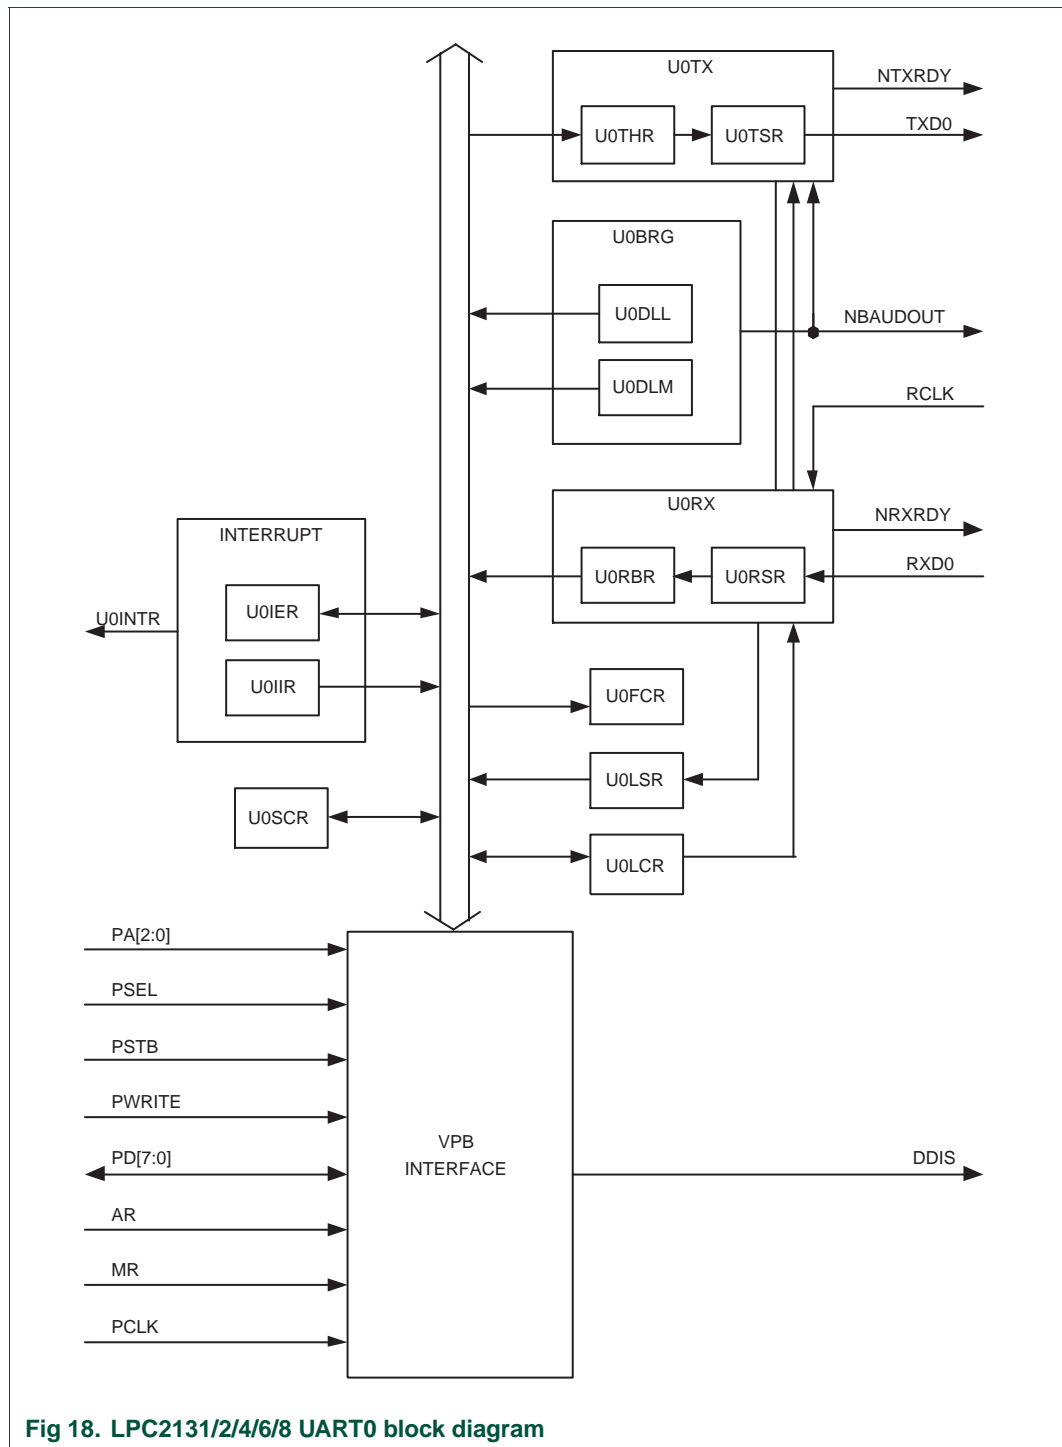 U0TX
NTXRDY
U0THR
U0TSR
TXD0
U0BRG
U0DLL
NBAUDOUT
U0DLM
RCLK
U0RX
NRXRDY
INTERRUPT
U0RBR
U0RSR
RXD0
U0INTR
U0IER
U0IIR
U0FCR
U0LSR
U0SCR
U0LCR
PA[2:0]
PSEL
PSTB
PWRITE
VPB
INTERFACE
PD[7:0]
DDIS
AR
MR
PCLK
Fig 18. LPC2131/2/4/6/8 UART0 block diagram